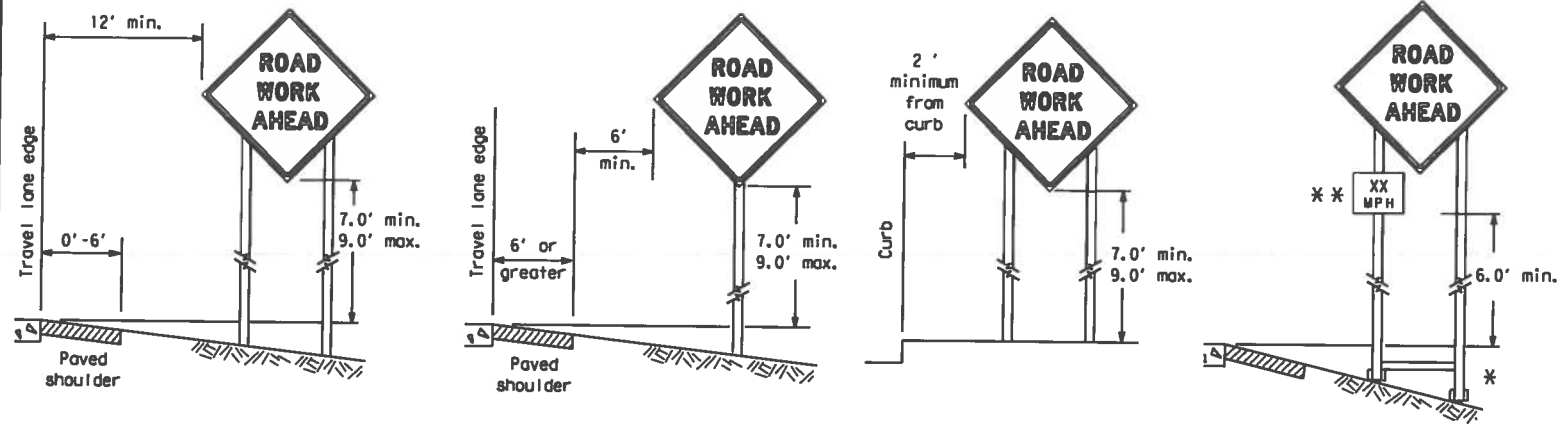 12' min.
ROAD
WORK
AHEAD
Travel lane edge
0'-6'
7.0' min.
9.0' max.
Paved
shoulder
ROAD
WORK
AHEAD
Travel lane edge
6'
min.
6' or
greater
7.0' min.
9.0' max.
Paved
shoulder
2'
minimum
from
curb
ROAD
WORK
AHEAD
Curb
7.0' min.
9.0' max.
ROAD
WORK
AHEAD
* *
XX
MPH
6.0' min.
*